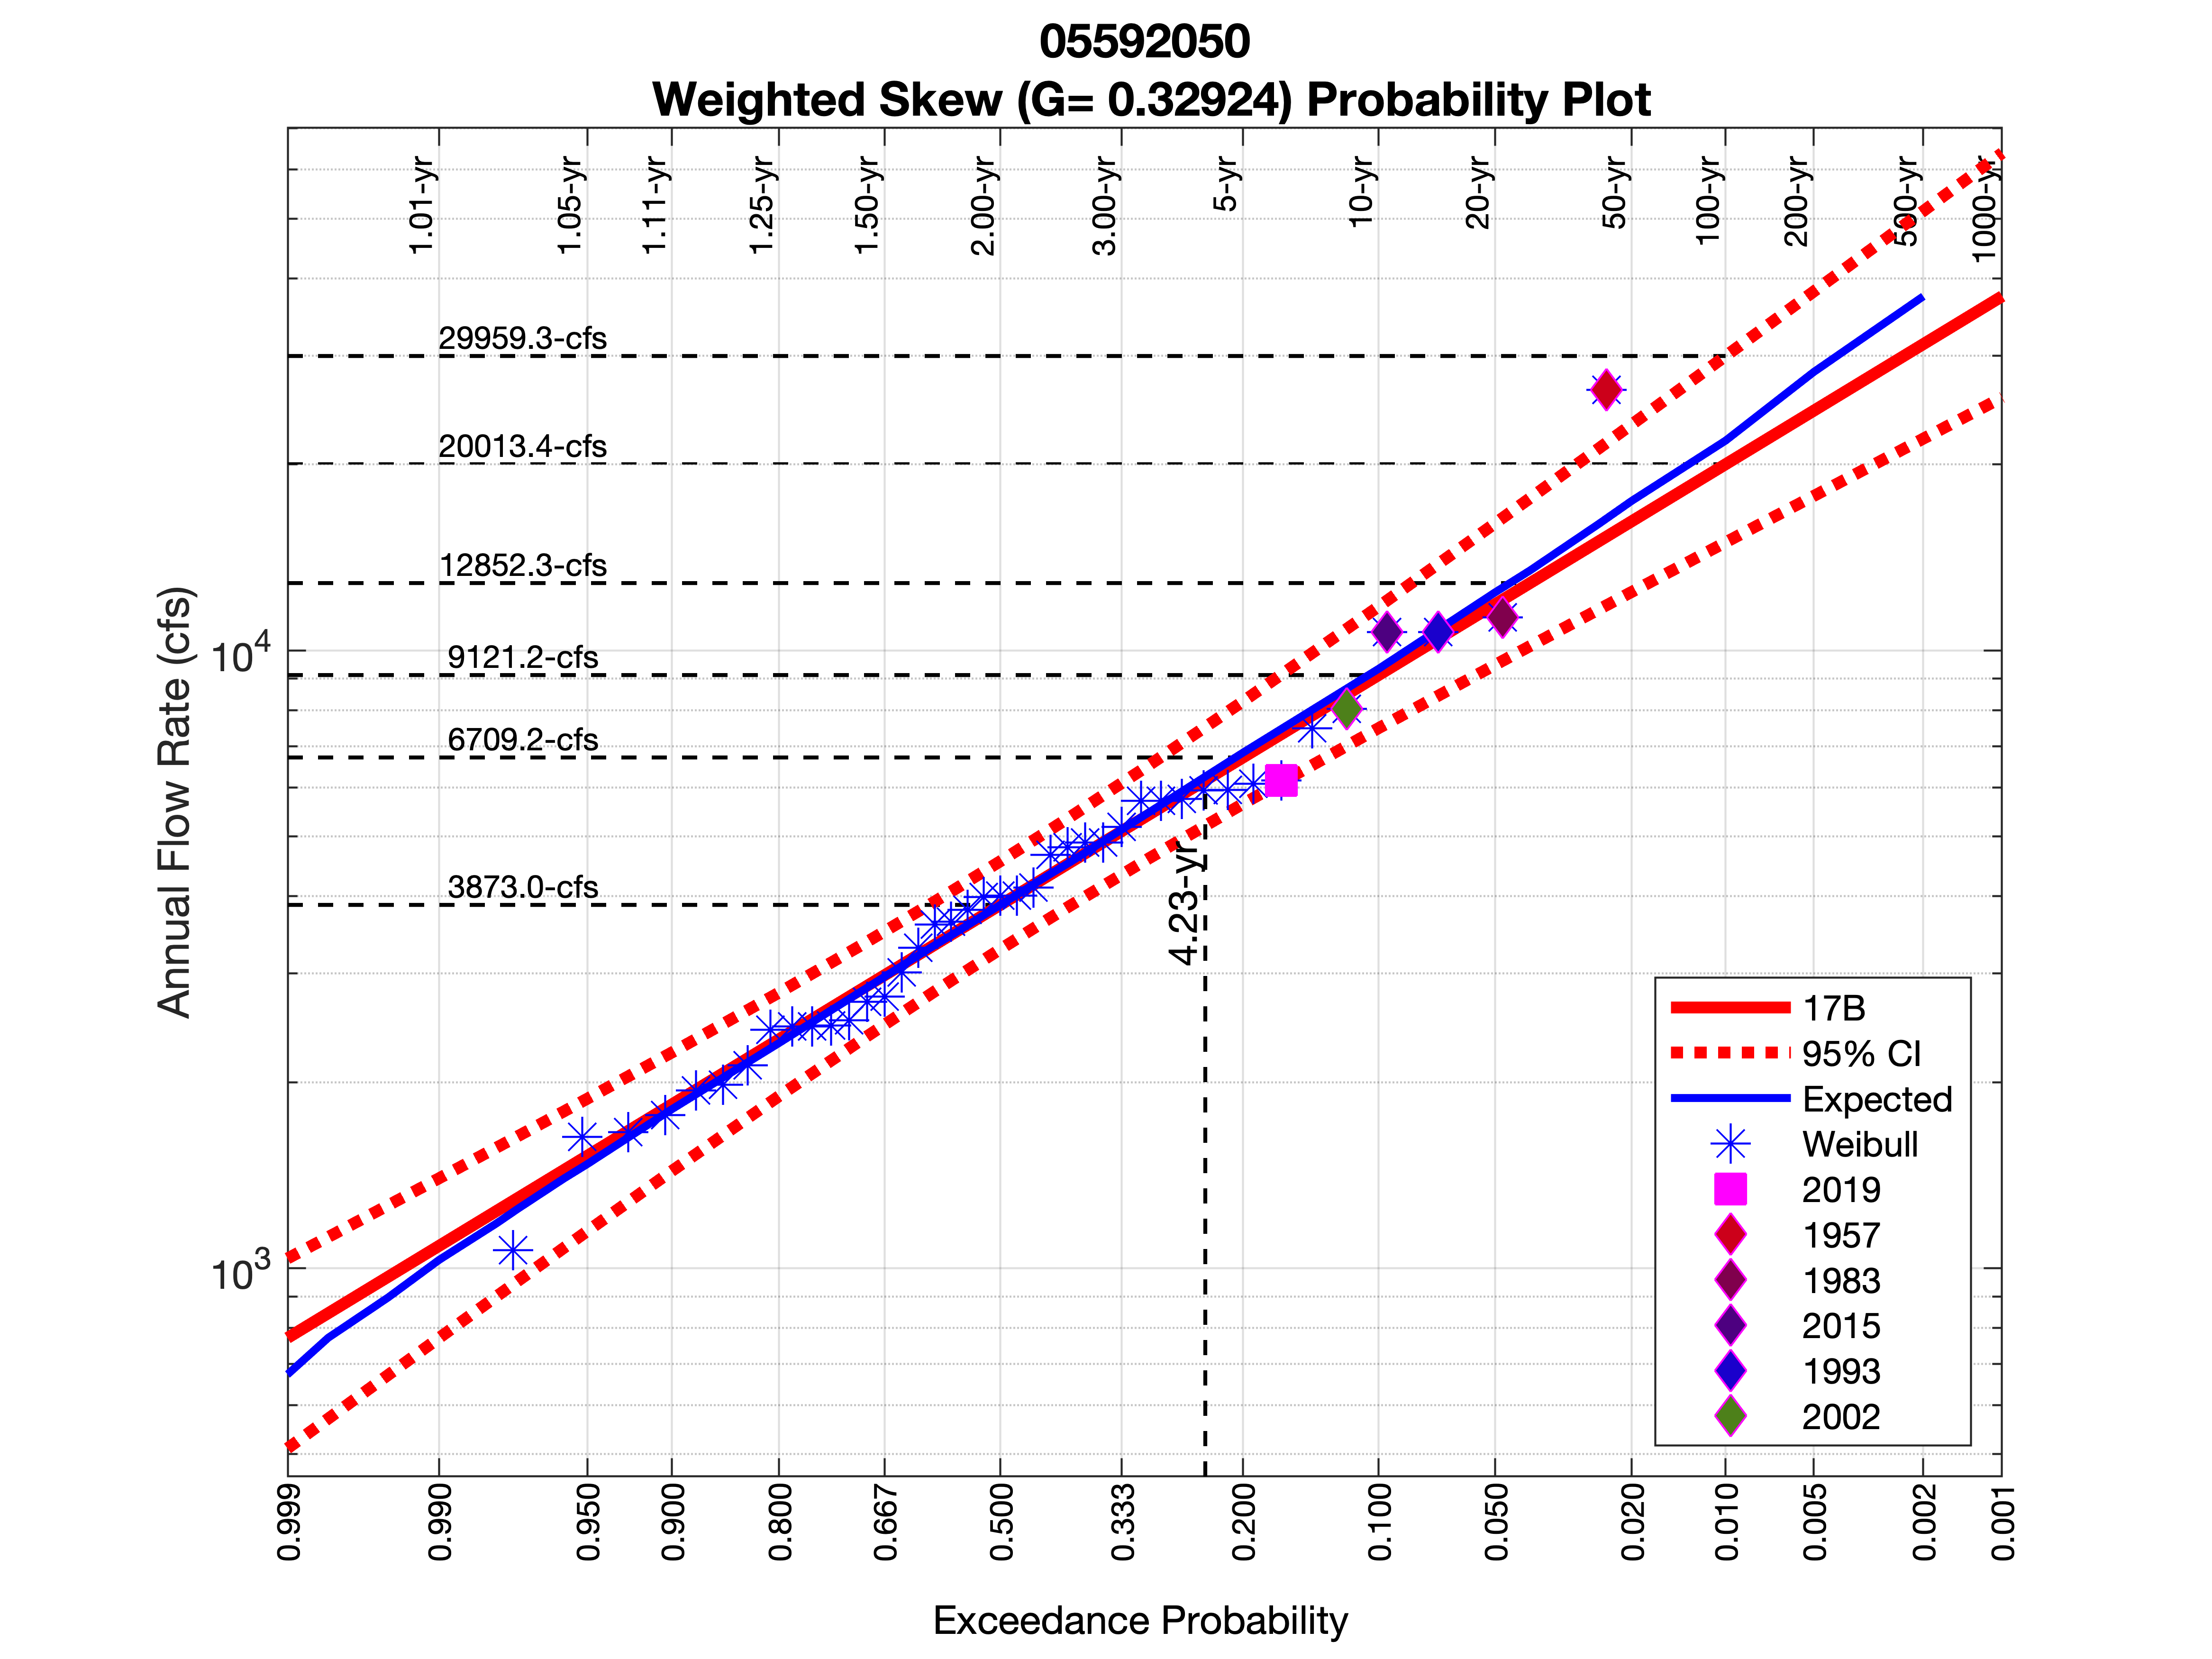 05592050
Weighted Skew (G= 0.32924) Probability Plot
1.01-yr
1.05-yr
1.11-yr
1.25-yr
1.50-yr
2.00-yr
3.00-yr
5-yr
10-yr
20-yr
50-yr
100-yr
200-yr
500-yr
1000-yr
29959.3-cfs
20013.4-cfs
12852.3-cfs
9121.2-cfs
6709.2-cfs
3873.0-cfs
4.23-yr
Annual Flow Rate (cfs)
10⁴
10³
17B
95% CI
Expected
Weibull
2019
1957
1983
2015
1993
2002
0.999
0.990
0.950
0.900
0.800
0.667
0.500
0.333
0.200
0.100
0.050
0.020
0.010
0.005
0.002
0.001
Exceedance Probability